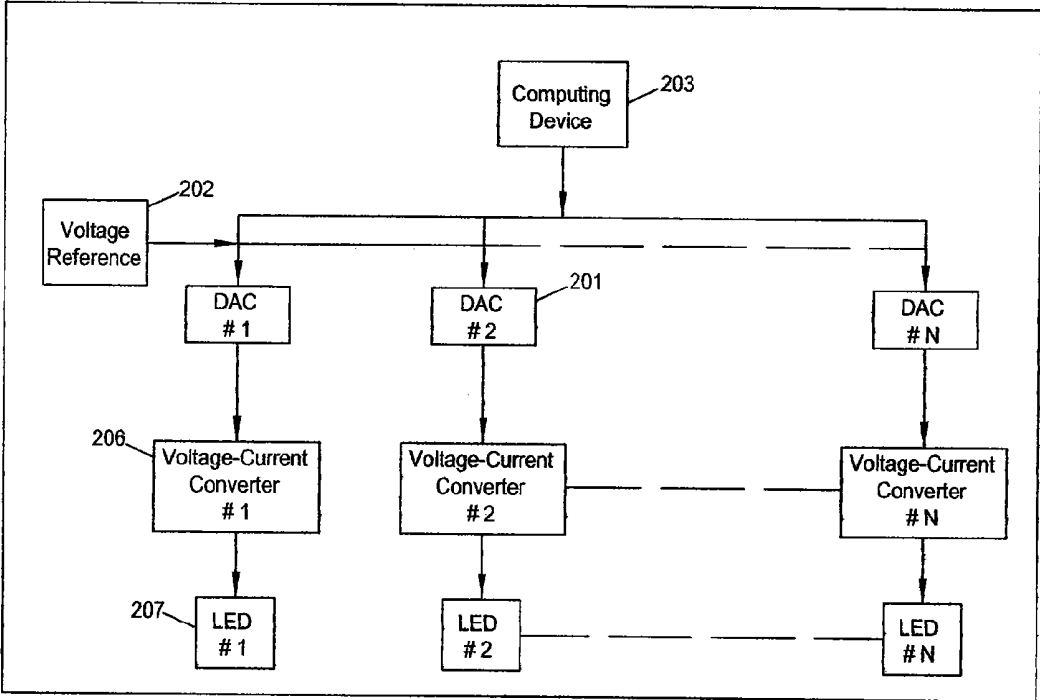 203
Computing
Device
202
Voltage
Reference
201
DAC
# 1
DAC
# 2
DAC
# N
206
Voltage-Current
Converter
# 1
Voltage-Current
Converter
# 2
Voltage-Current
Converter
# N
207
LED
# 1
LED
# 2
LED
# N